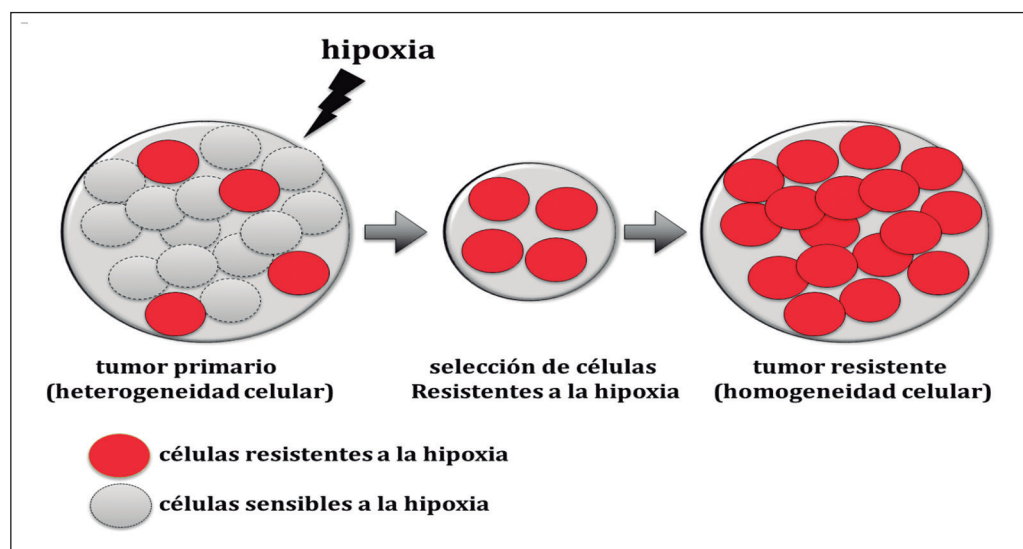 hipoxia
tumor primario
(heterogeneidad celular)
selección de células
Resistentes a la hipoxia
tumor resistente
(homogeneidad celular)
células resistentes a la hipoxia
células sensibles a la hipoxia